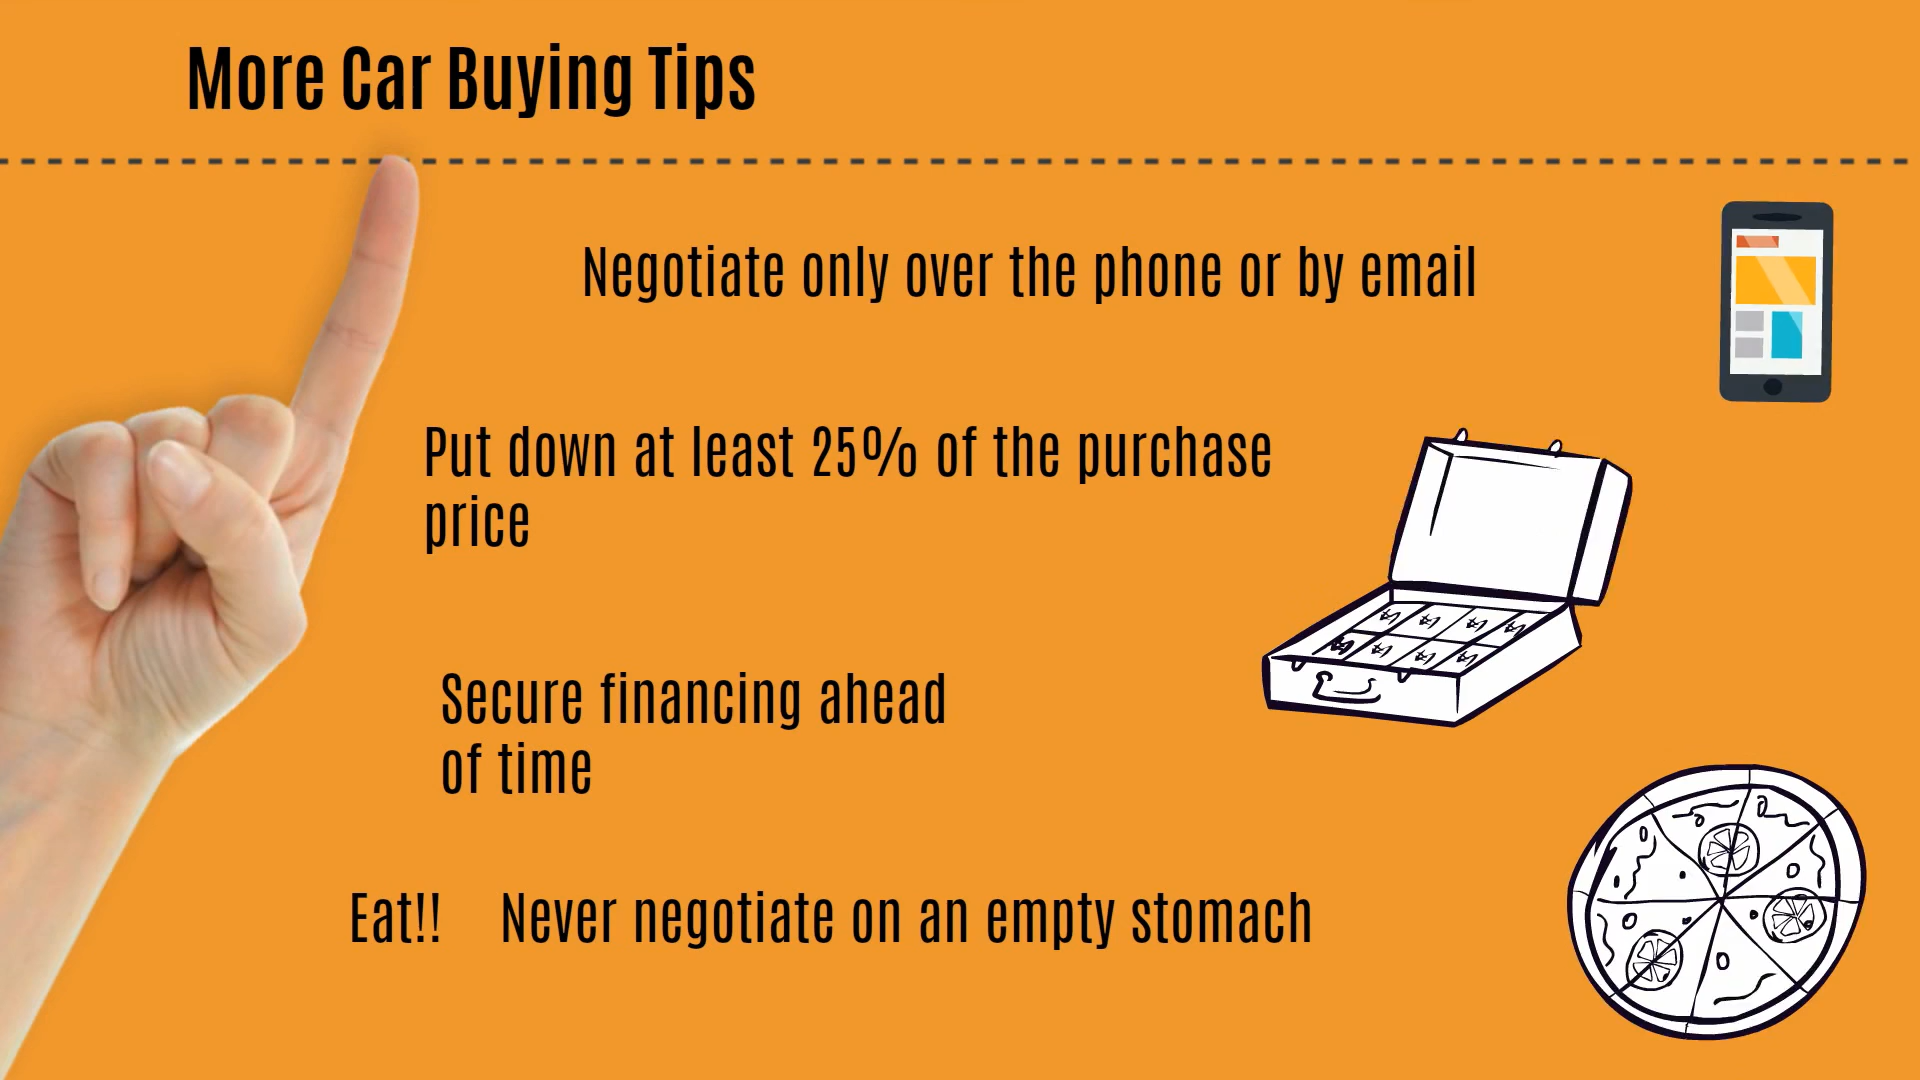 More Car Buying Tips
Negotiate only over the phone or by email
Put down at least 25% of the purchase
price
Secure financing ahead
of time
Eat!! Never negotiate on an empty stomach